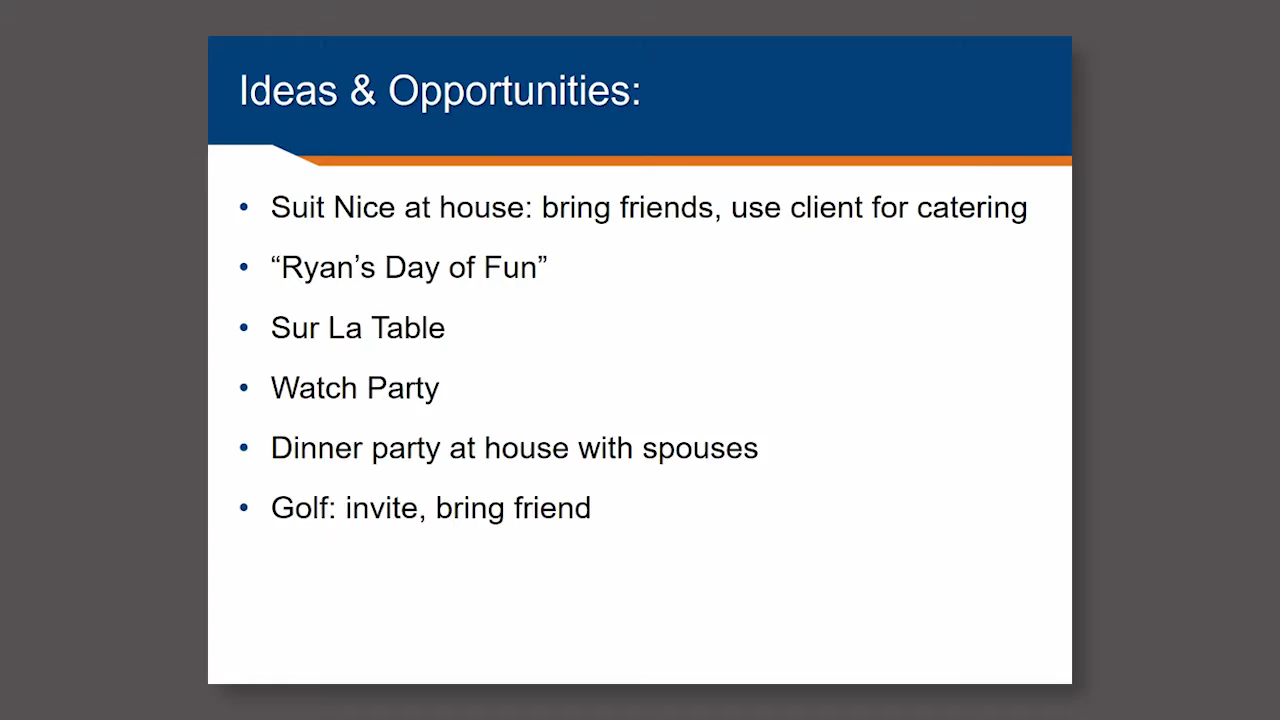 Ideas & Opportunities:
• Suit Nice at house: bring friends, use client for catering
• “Ryan’s Day of Fun”
• Sur La Table
• Watch Party
• Dinner party at house with spouses
• Golf: invite, bring friend